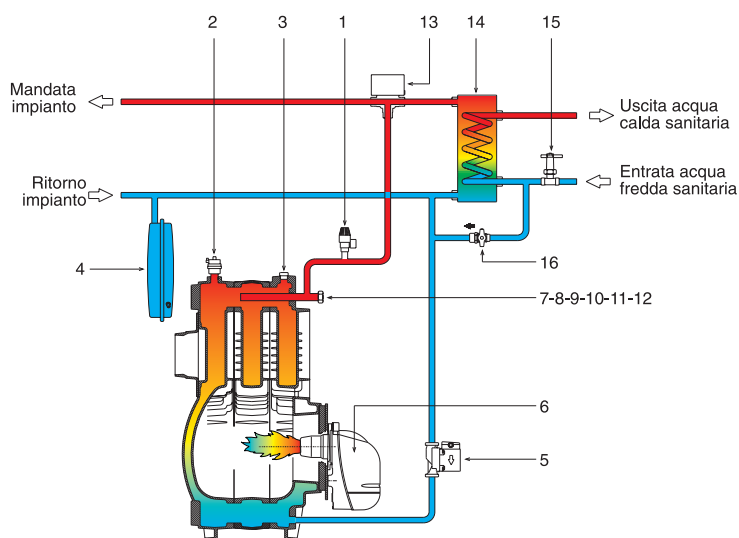 2 3 1 13 14 15
Mandata
impianto
Uscita acqua
calda sanitaria
Ritorno
impianto
Entrata acqua
fredda sanitaria
4
16
7-8-9-10-11-12
6
5